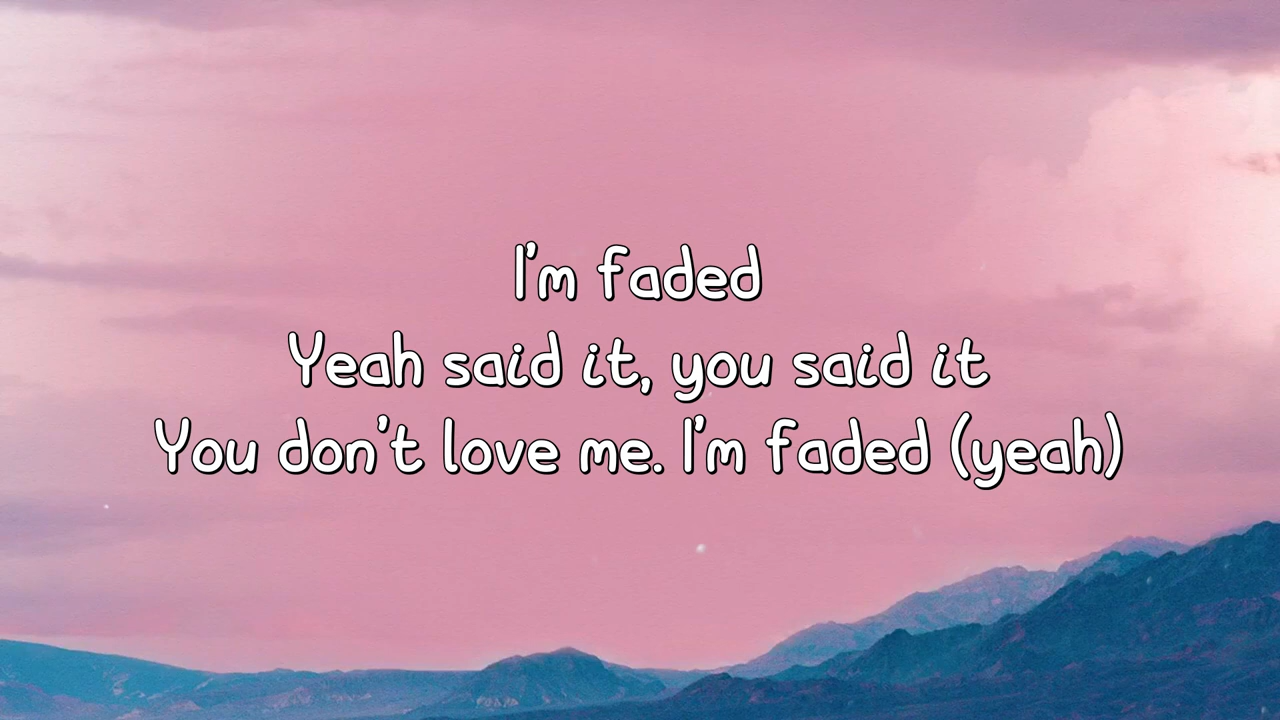 I'm faded
Yeah said it, you said it
You don't love me. I'm faded (yeah)